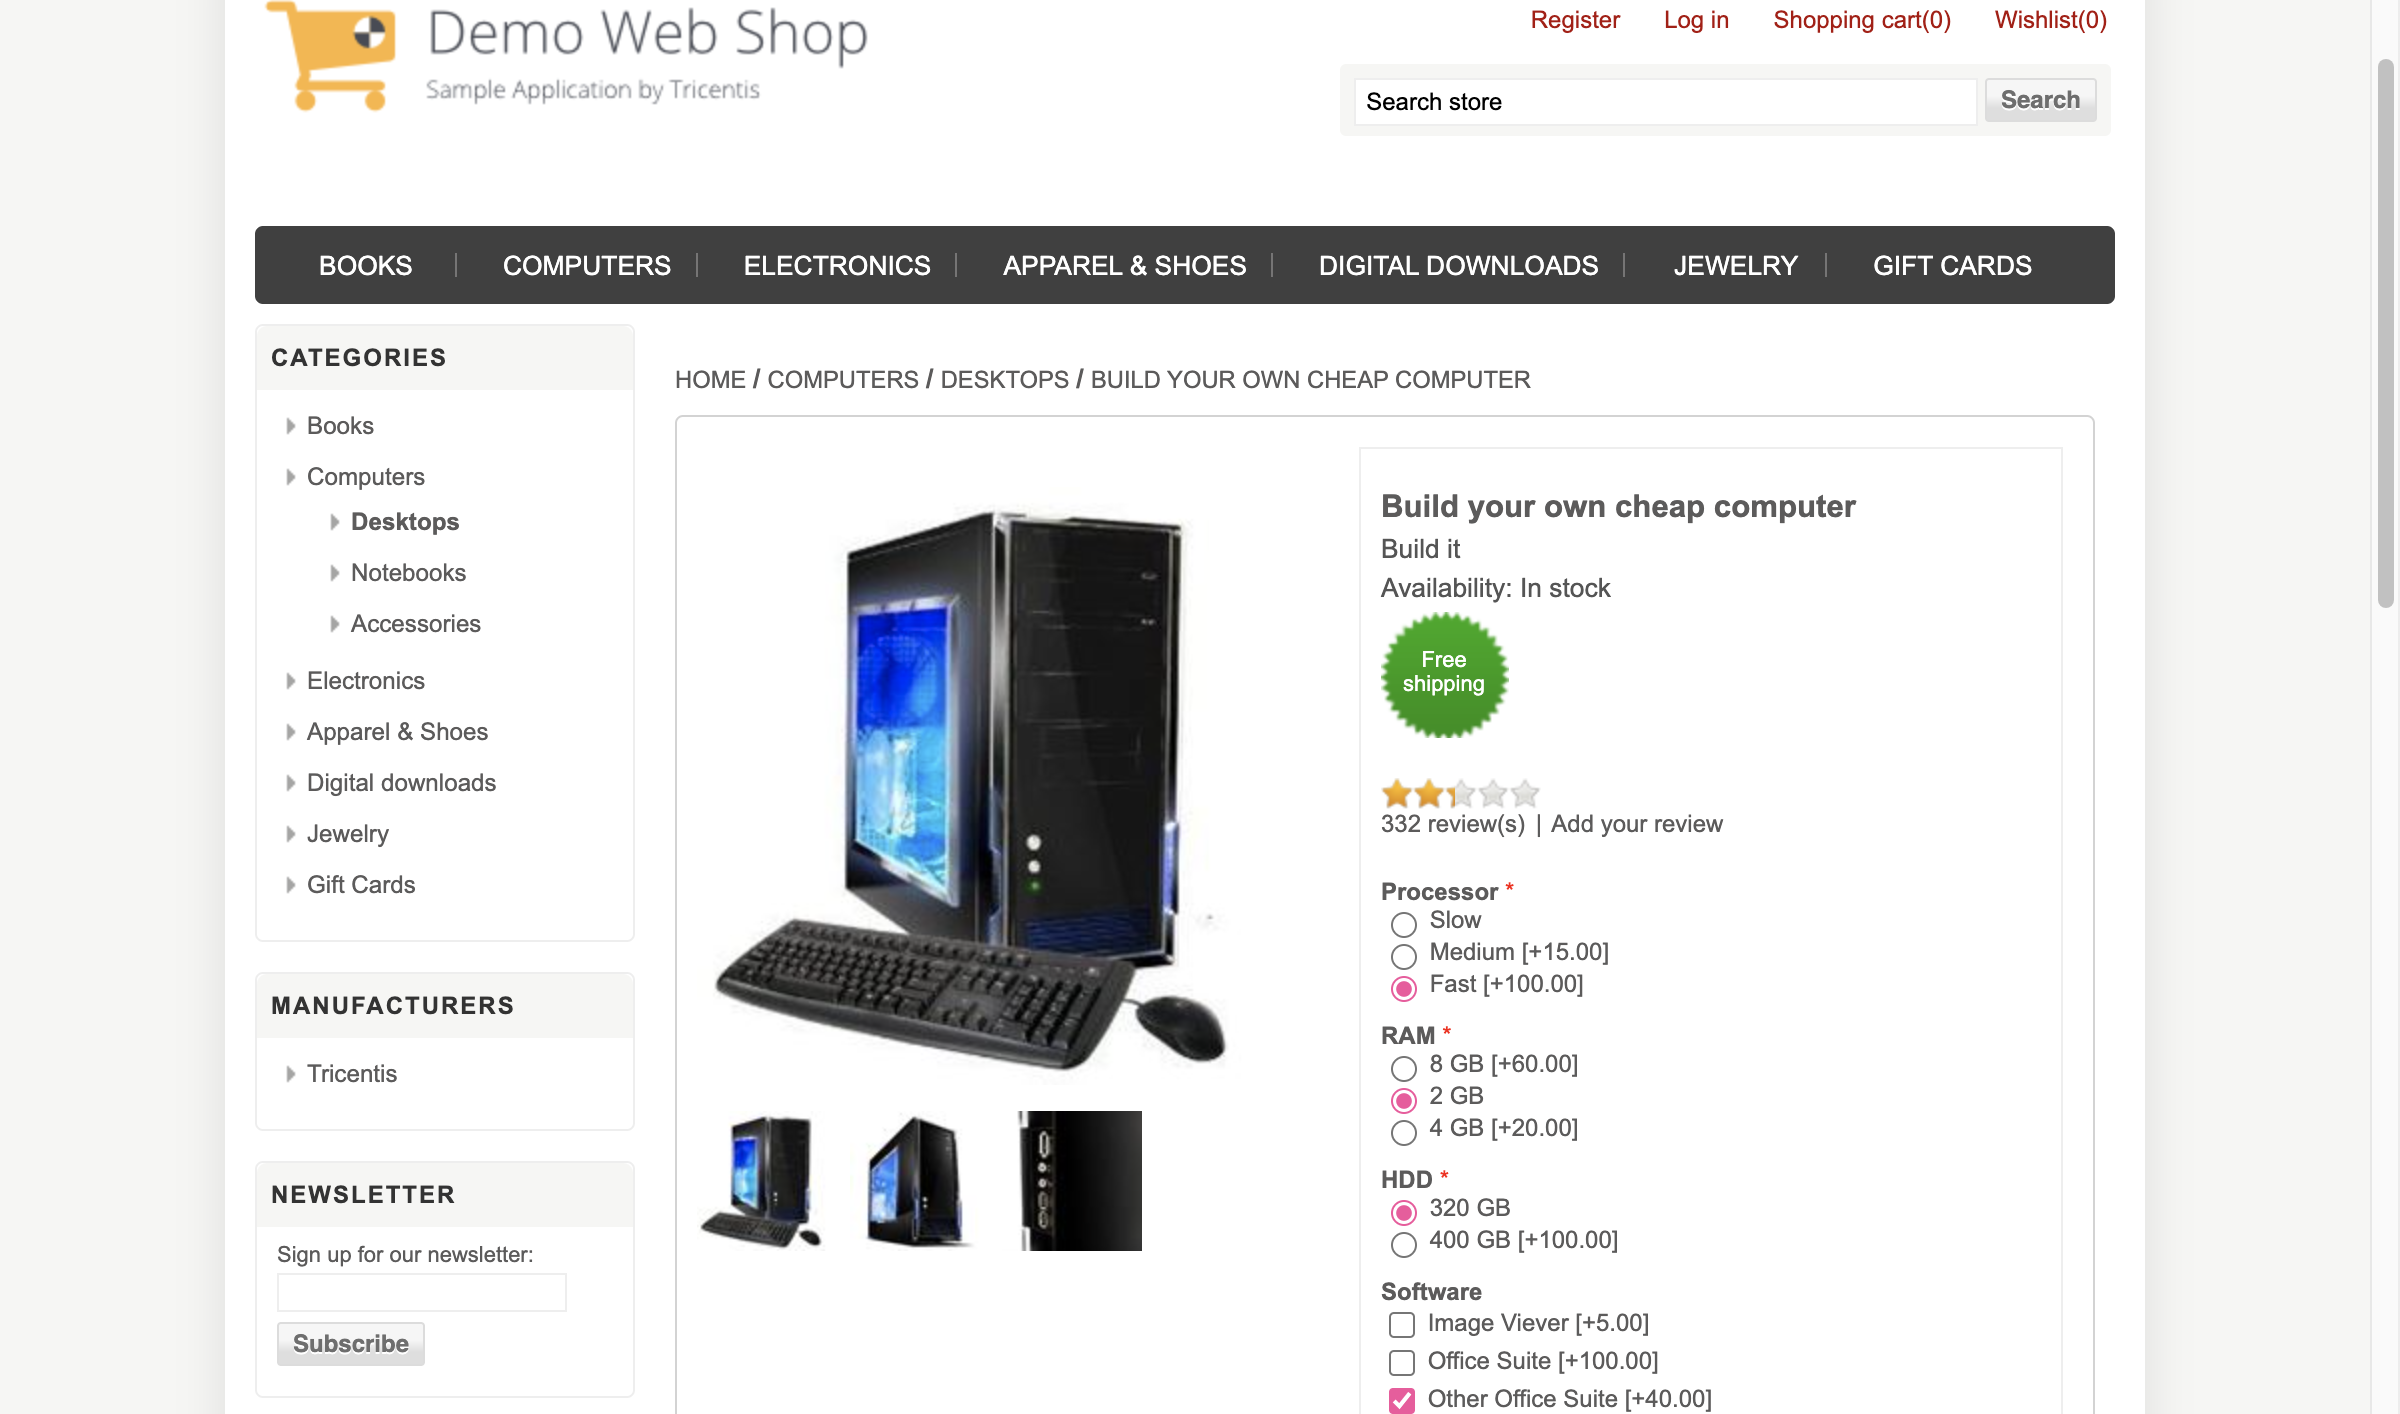 Demo Web Shop
Sample Application by Tricentis
Register Log in Shopping cart(0) Wishlist(0)
Search store Search
BOOKS COMPUTERS ELECTRONICS APPAREL & SHOES DIGITAL DOWNLOADS JEWELRY GIFT CARDS
CATEGORIES
Books
Computers
Desktops
Notebooks
Accessories
Electronics
Apparel & Shoes
Digital downloads
Jewelry
Gift Cards
MANUFACTURERS
Tricentis
NEWSLETTER
Sign up for our newsletter:
Subscribe
HOME / COMPUTERS / DESKTOPS / BUILD YOUR OWN CHEAP COMPUTER
Build your own cheap computer
Build it
Availability: In stock
Free
shipping
332 review(s) | Add your review
Processor *
Slow
Medium [+15.00]
Fast [+100.00]
RAM *
8 GB [+60.00]
2 GB
4 GB [+20.00]
HDD *
320 GB
400 GB [+100.00]
Software
Image Viever [+5.00]
Office Suite [+100.00]
Other Office Suite [+40.00]